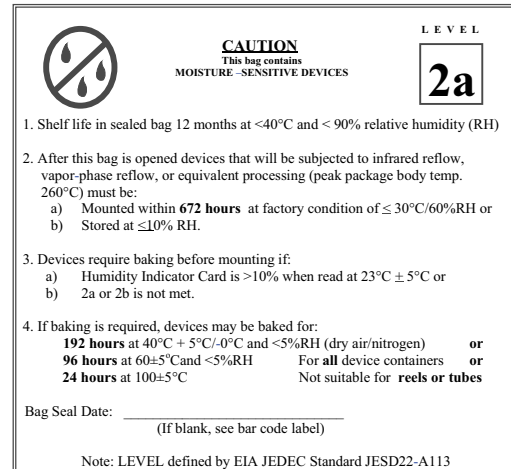 LEVEL
CAUTION
This bag contains
MOISTURE –SENSITIVE DEVICES
2a
1. Shelf life in sealed bag 12 months at <40°C and < 90% relative humidity (RH)
2. After this bag is opened devices that will be subjected to infrared reflow,
vapor-phase reflow, or equivalent processing (peak package body temp.
260°C) must be:
a) Mounted within 672 hours at factory condition of ≤ 30°C/60%RH or
b) Stored at ≤10% RH.
3. Devices require baking before mounting if:
a) Humidity Indicator Card is >10% when read at 23°C ± 5°C or
b) 2a or 2b is not met.
4. If baking is required, devices may be baked for:
192 hours at 40°C + 5°C/-0°C and <5%RH (dry air/nitrogen) or
96 hours at 60±5°Cand <5%RH For all device containers or
24 hours at 100±5°C Not suitable for reels or tubes
Bag Seal Date: ______________________________
(If blank, see bar code label)
Note: LEVEL defined by EIA JEDEC Standard JESD22-A113